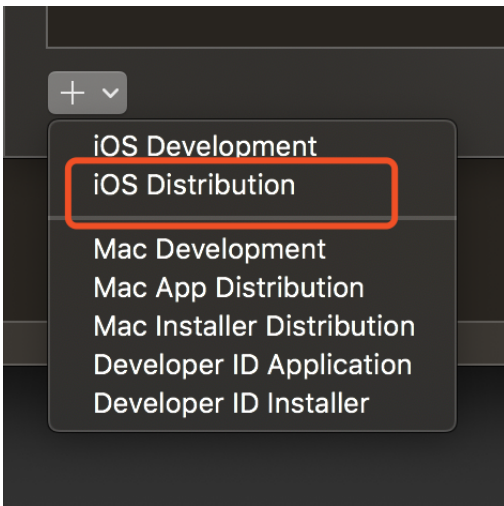 iOS Development
iOS Distribution
Mac Development
Mac App Distribution
Mac Installer Distribution
Developer ID Application
Developer ID Installer